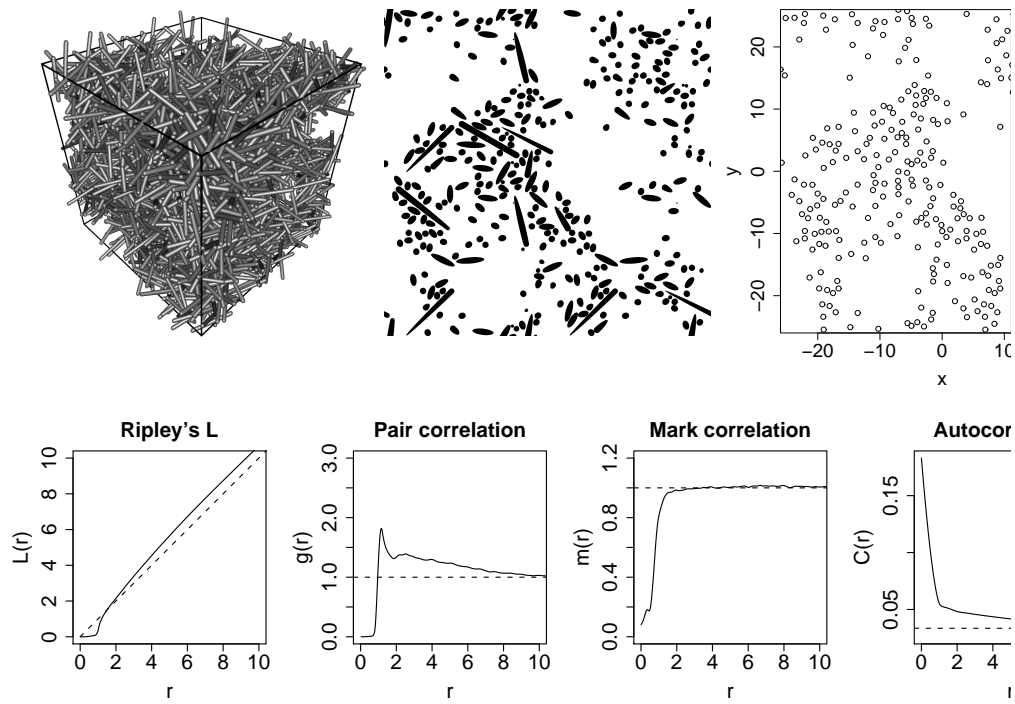 20
10
0
−10
−20
y
−20 −10 0 10
x
Ripley's L
10
8
6
4
2
0
L(r)
0 2 4 6 8 10
r
Pair correlation
3.0
2.0
1.0
0.0
g(r)
0 2 4 6 8 10
r
Mark correlation
1.2
0.8
0.4
0.0
m(r)
0 2 4 6 8 10
r
Autocor
0.15
0.05
C(r)
0 2 4
r